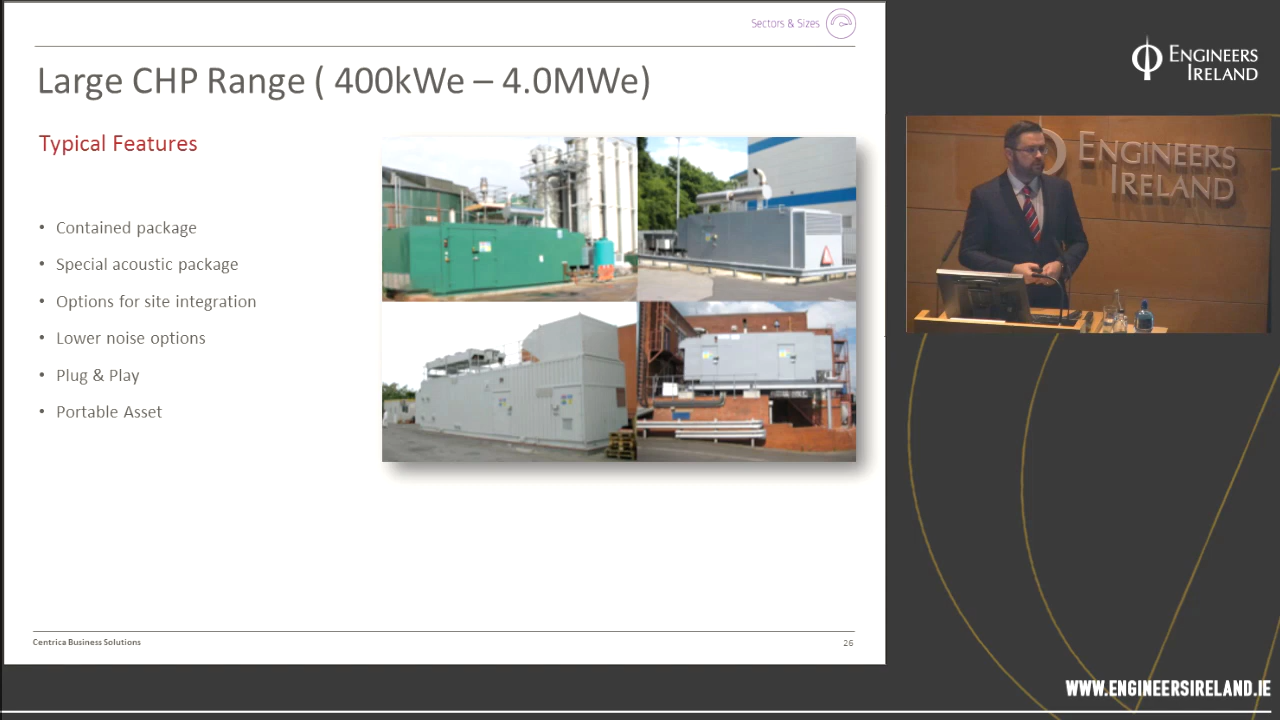 Sectors & Sizes
Large CHP Range ( 400kWe – 4.0MWe)
Typical Features
• Contained package
• Special acoustic package
• Options for site integration
• Lower noise options
• Plug & Play
• Portable Asset
Centrica Business Solutions
26
ENGINEERS
IRELAND
ENGINEERS
IRELAND
WWW.ENGINEERSIRELAND.IE